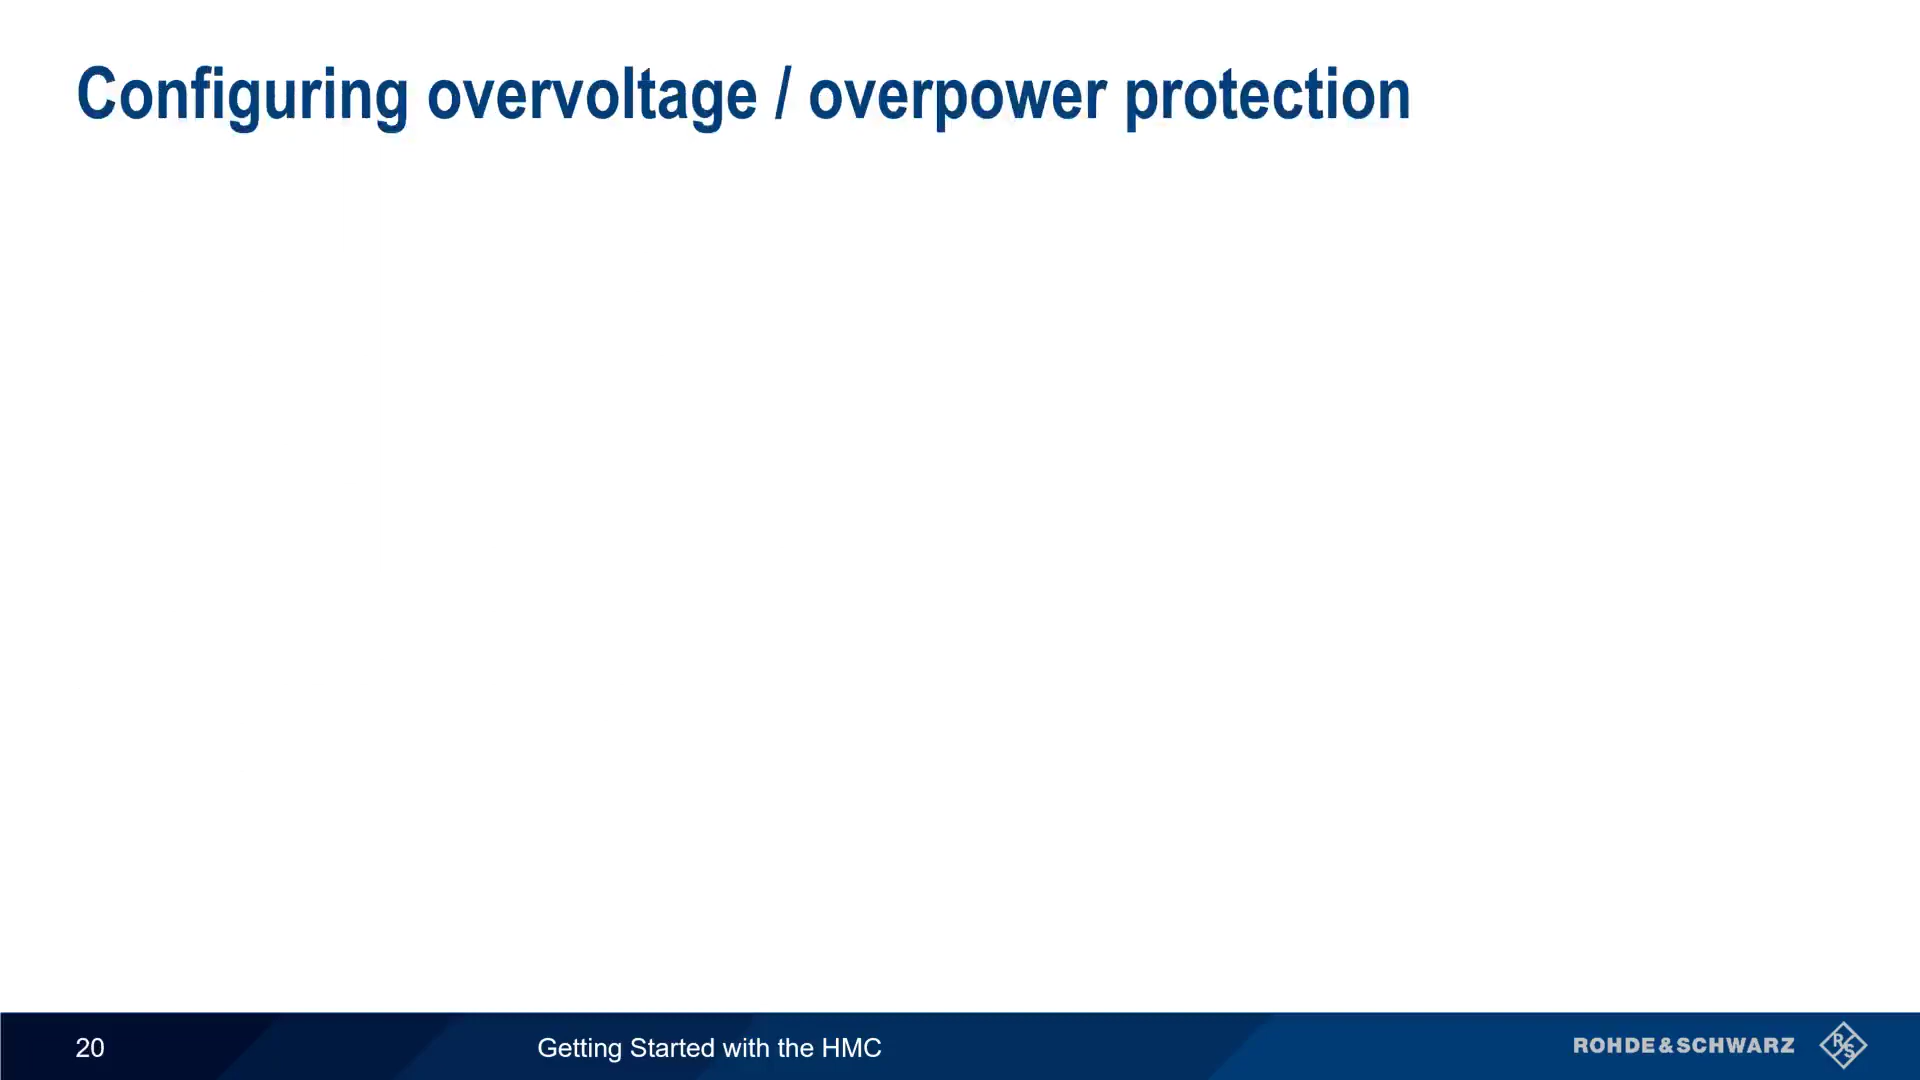 Configuring overvoltage / overpower protection
20
Getting Started with the HMC
ROHDE&SCHWARZ
R S